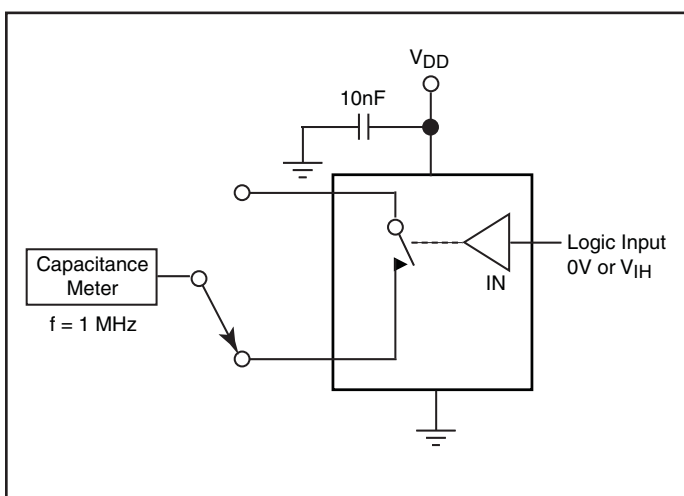 VDD
10nF
Capacitance
Meter
f = 1 MHz
IN
Logic Input
0V or VIH